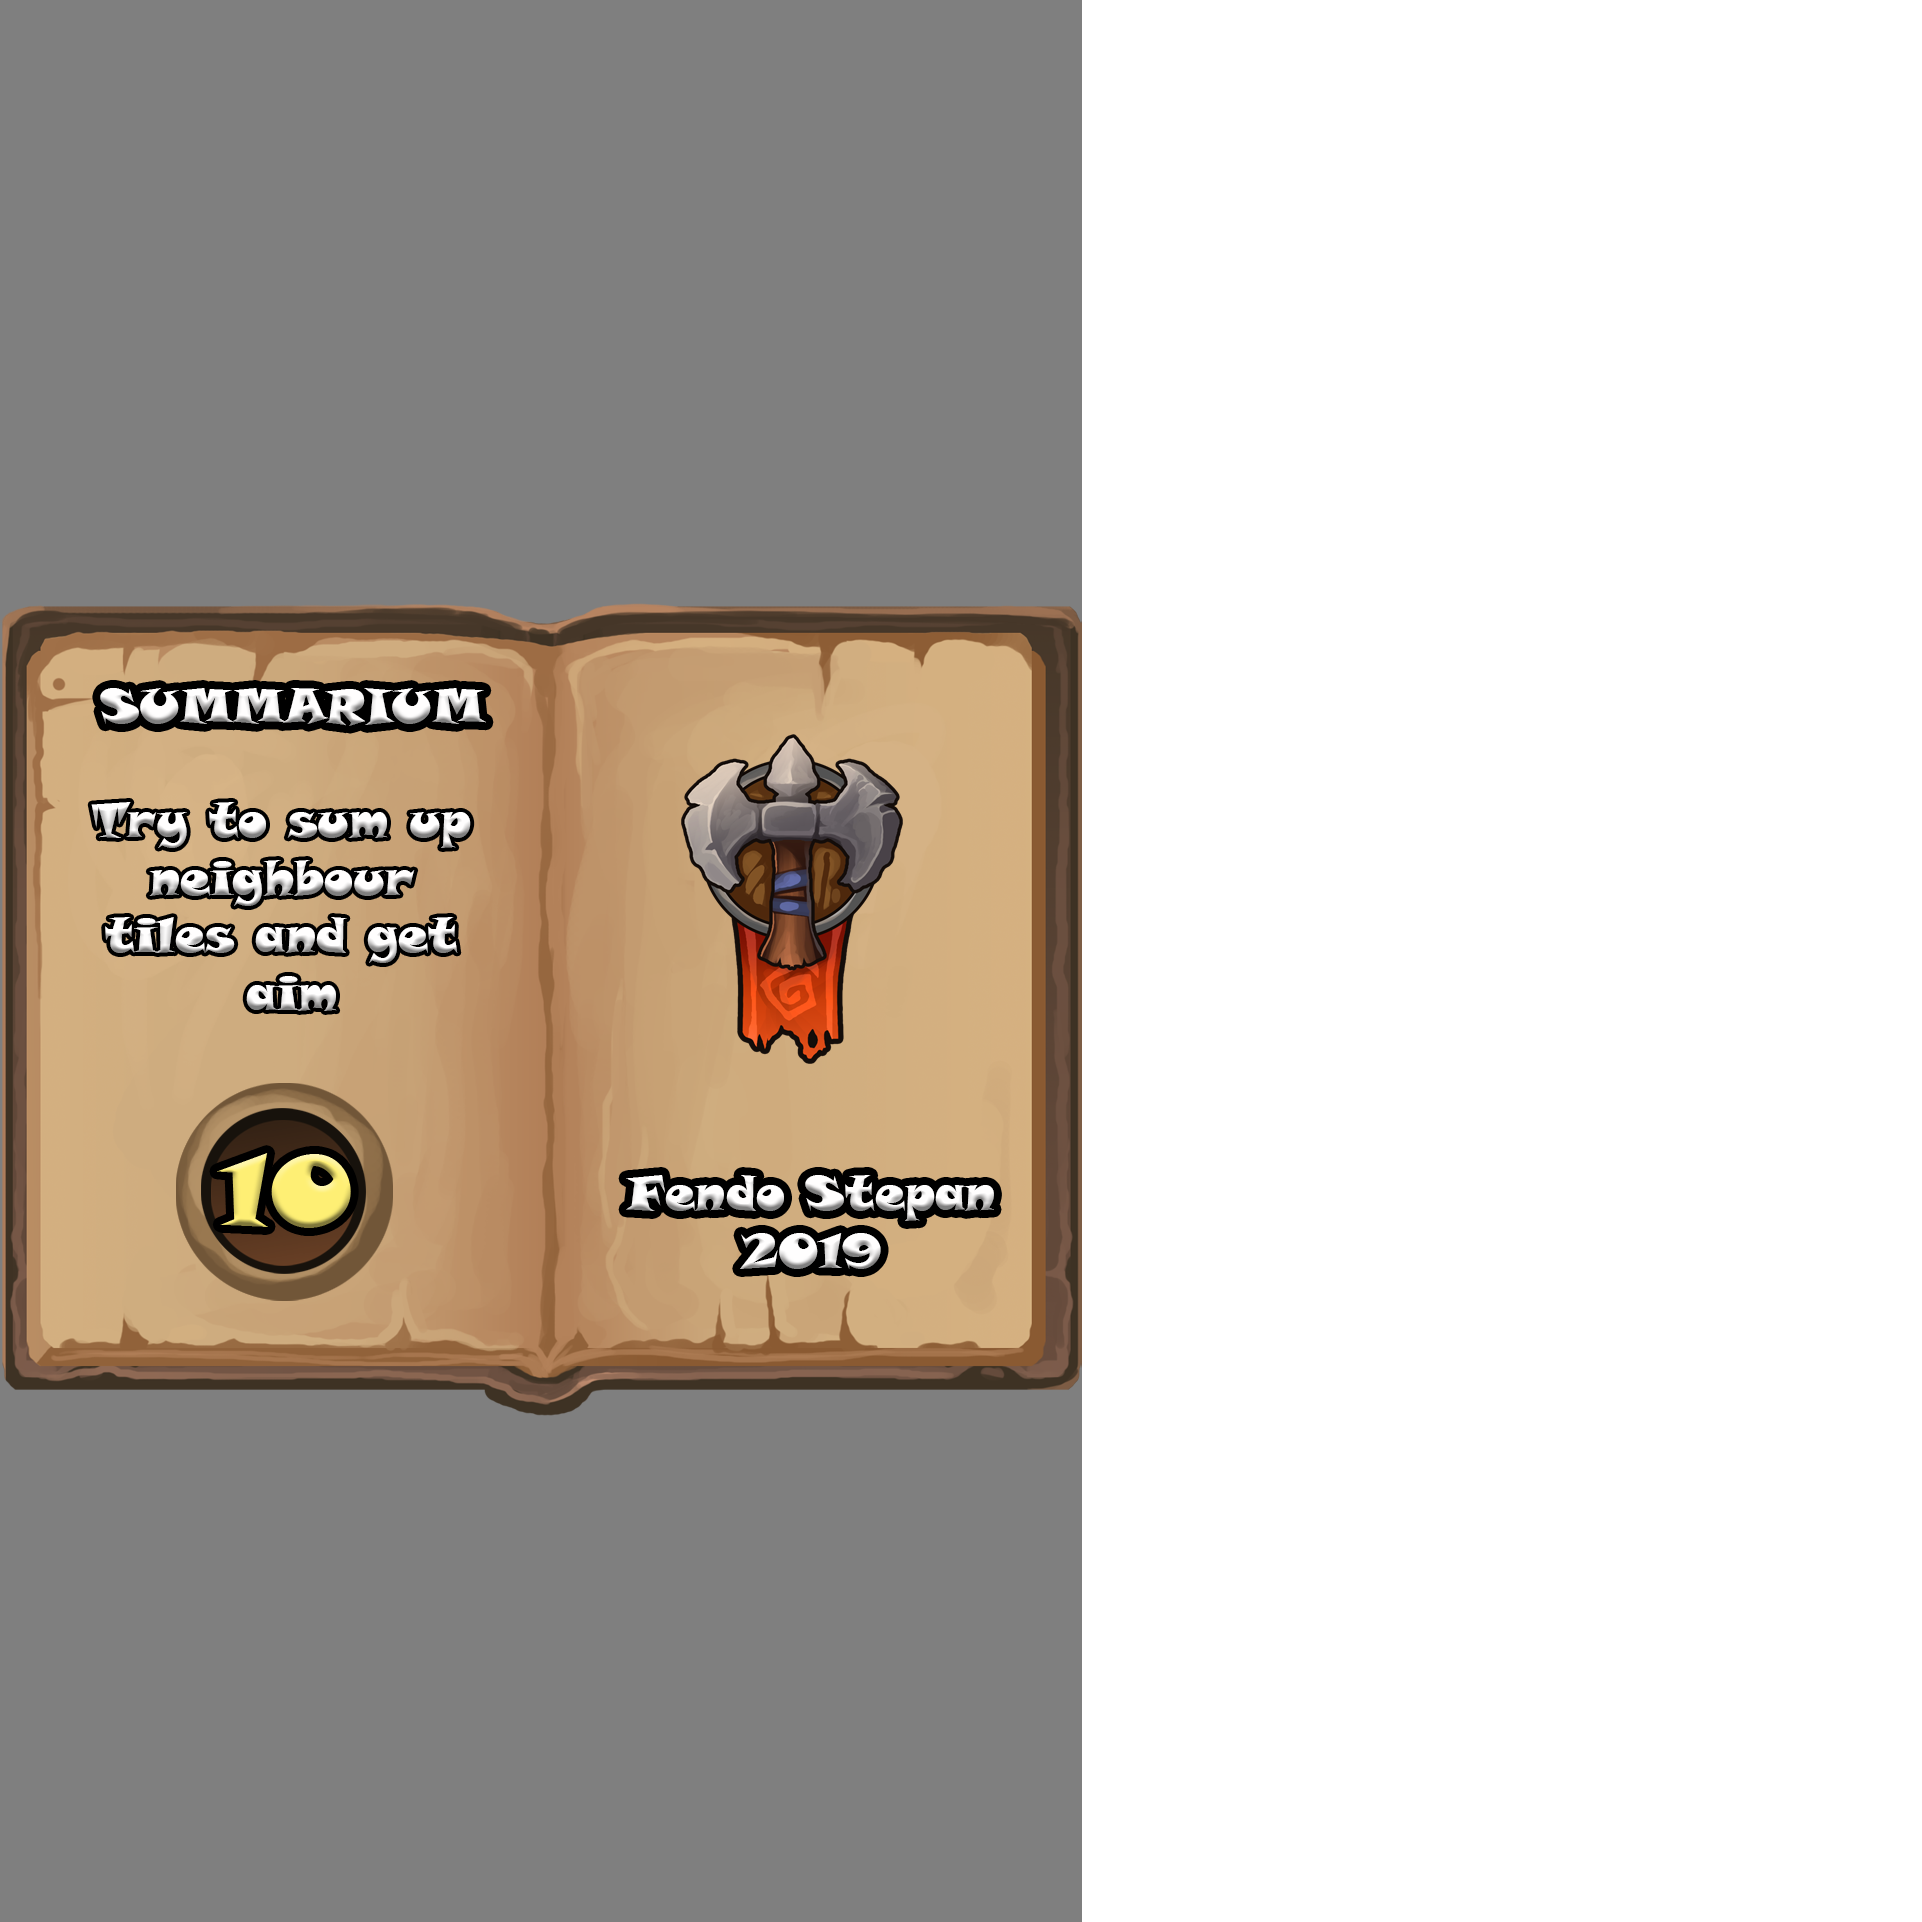 SUMMARIUM
Try to sum up
neighbour
tiles and get
aim
10
Fendo Stepan
2019